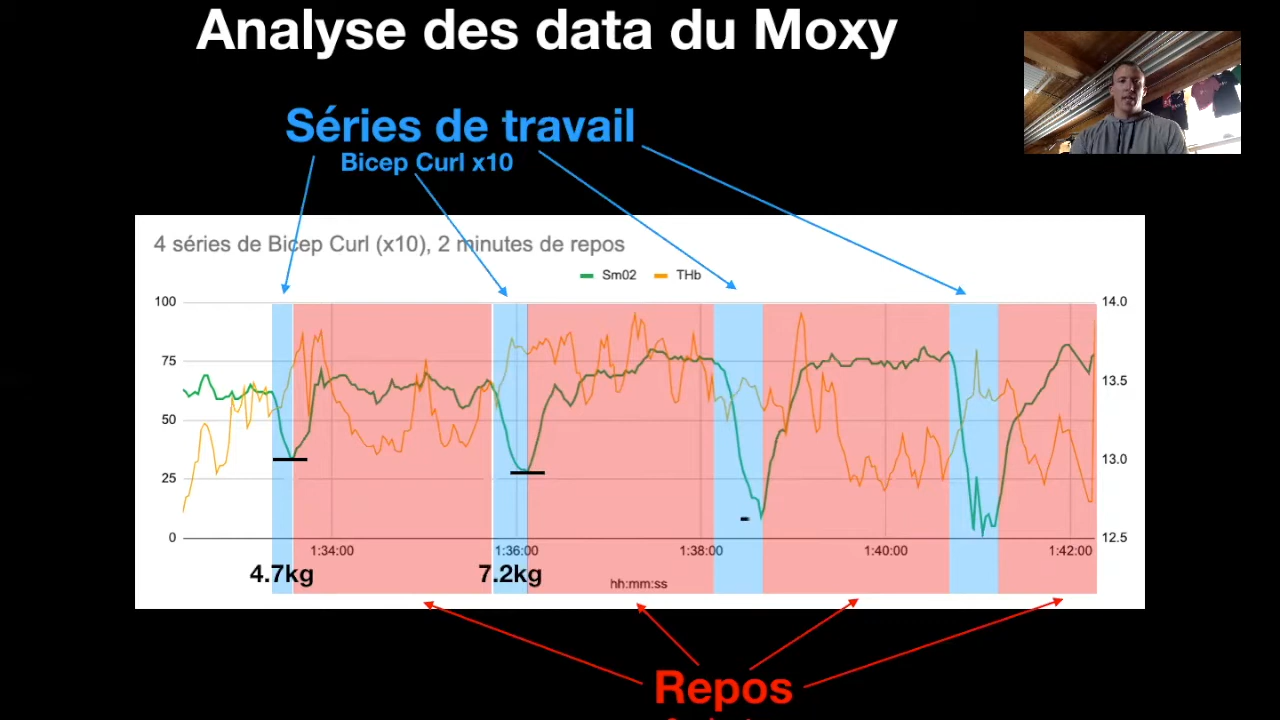 Analyse des data du Moxy
Séries de travail
Bicep Curl x10
4 séries de Bicep Curl (x10), 2 minutes de repos
Sm02 THb
100 14.0
75 13.5
50
25 13.0
0 12.5
1:34:00 1:36:00 1:38:00 1:40:00 1:42:00
4.7kg 7.2kg
hh:mm:ss
Repos